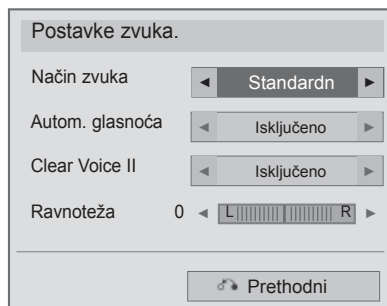 Postavke zvuka.
Način zvuka ◄ Standardn ►
Autom. glasnoća ◄ Isključeno ►
Clear Voice II ◄ Isključeno ►
Ravnoteža 0 ◄ L R ►
Prethodni